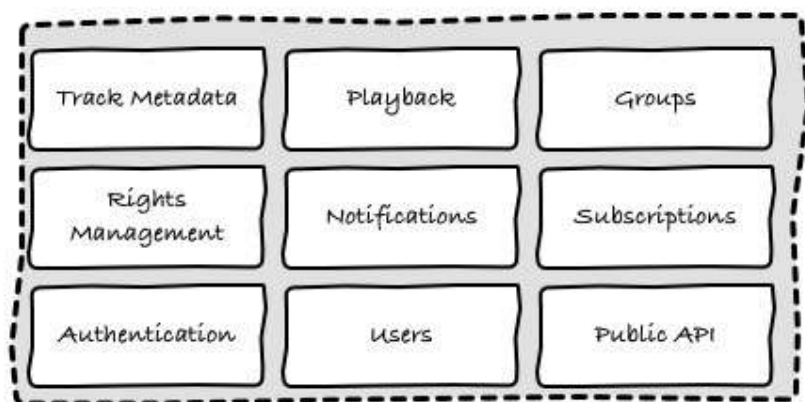 Track Metadata
Playback
Groups
Rights
Management
Notifications
Subscriptions
Authentication
Users
Public API